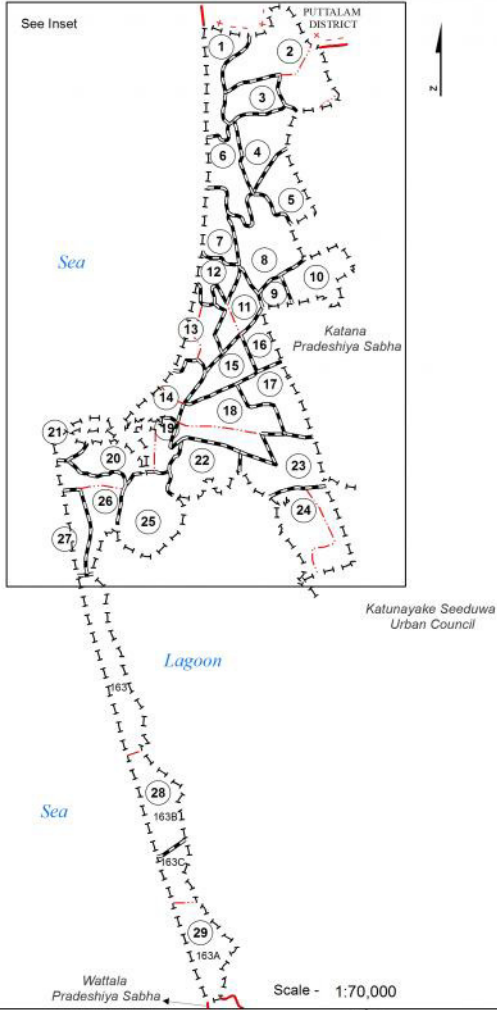 See Inset
PUTTALAM
DISTRICT
1
2
z
3
6
4
5
7
8
Sea
12
10
9
11
13
Katana
Pradeshiya Sabha
16
15
17
14
18
19
21
20
22
23
26
24
25
27
Katunayake Seeduwa
Urban Council
Lagoon
163
28
Sea
163B
163C
29
163A
Wattala
Pradeshiya Sabha
Scale - 1:70,000